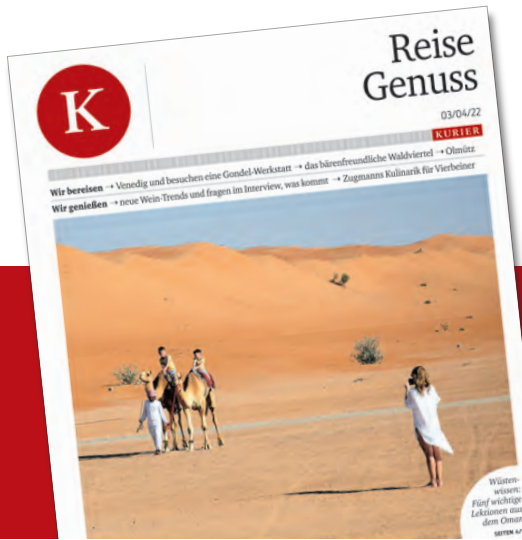 K
Reise
Genuss
03/04/22
KURIER
Wir bereisen → Venedig und besuchen eine Gondel-Werkstatt → das bärenfreundliche Waldviertel → Olmütz
Wir genießen → neue Wein-Trends und fragen im Interview, was kommt → Zugmanns Kulinarik für Vierbeiner
Wüsten-
wissen:
Fünf wichtige
Lektionen aus
dem Oman
SEITEN